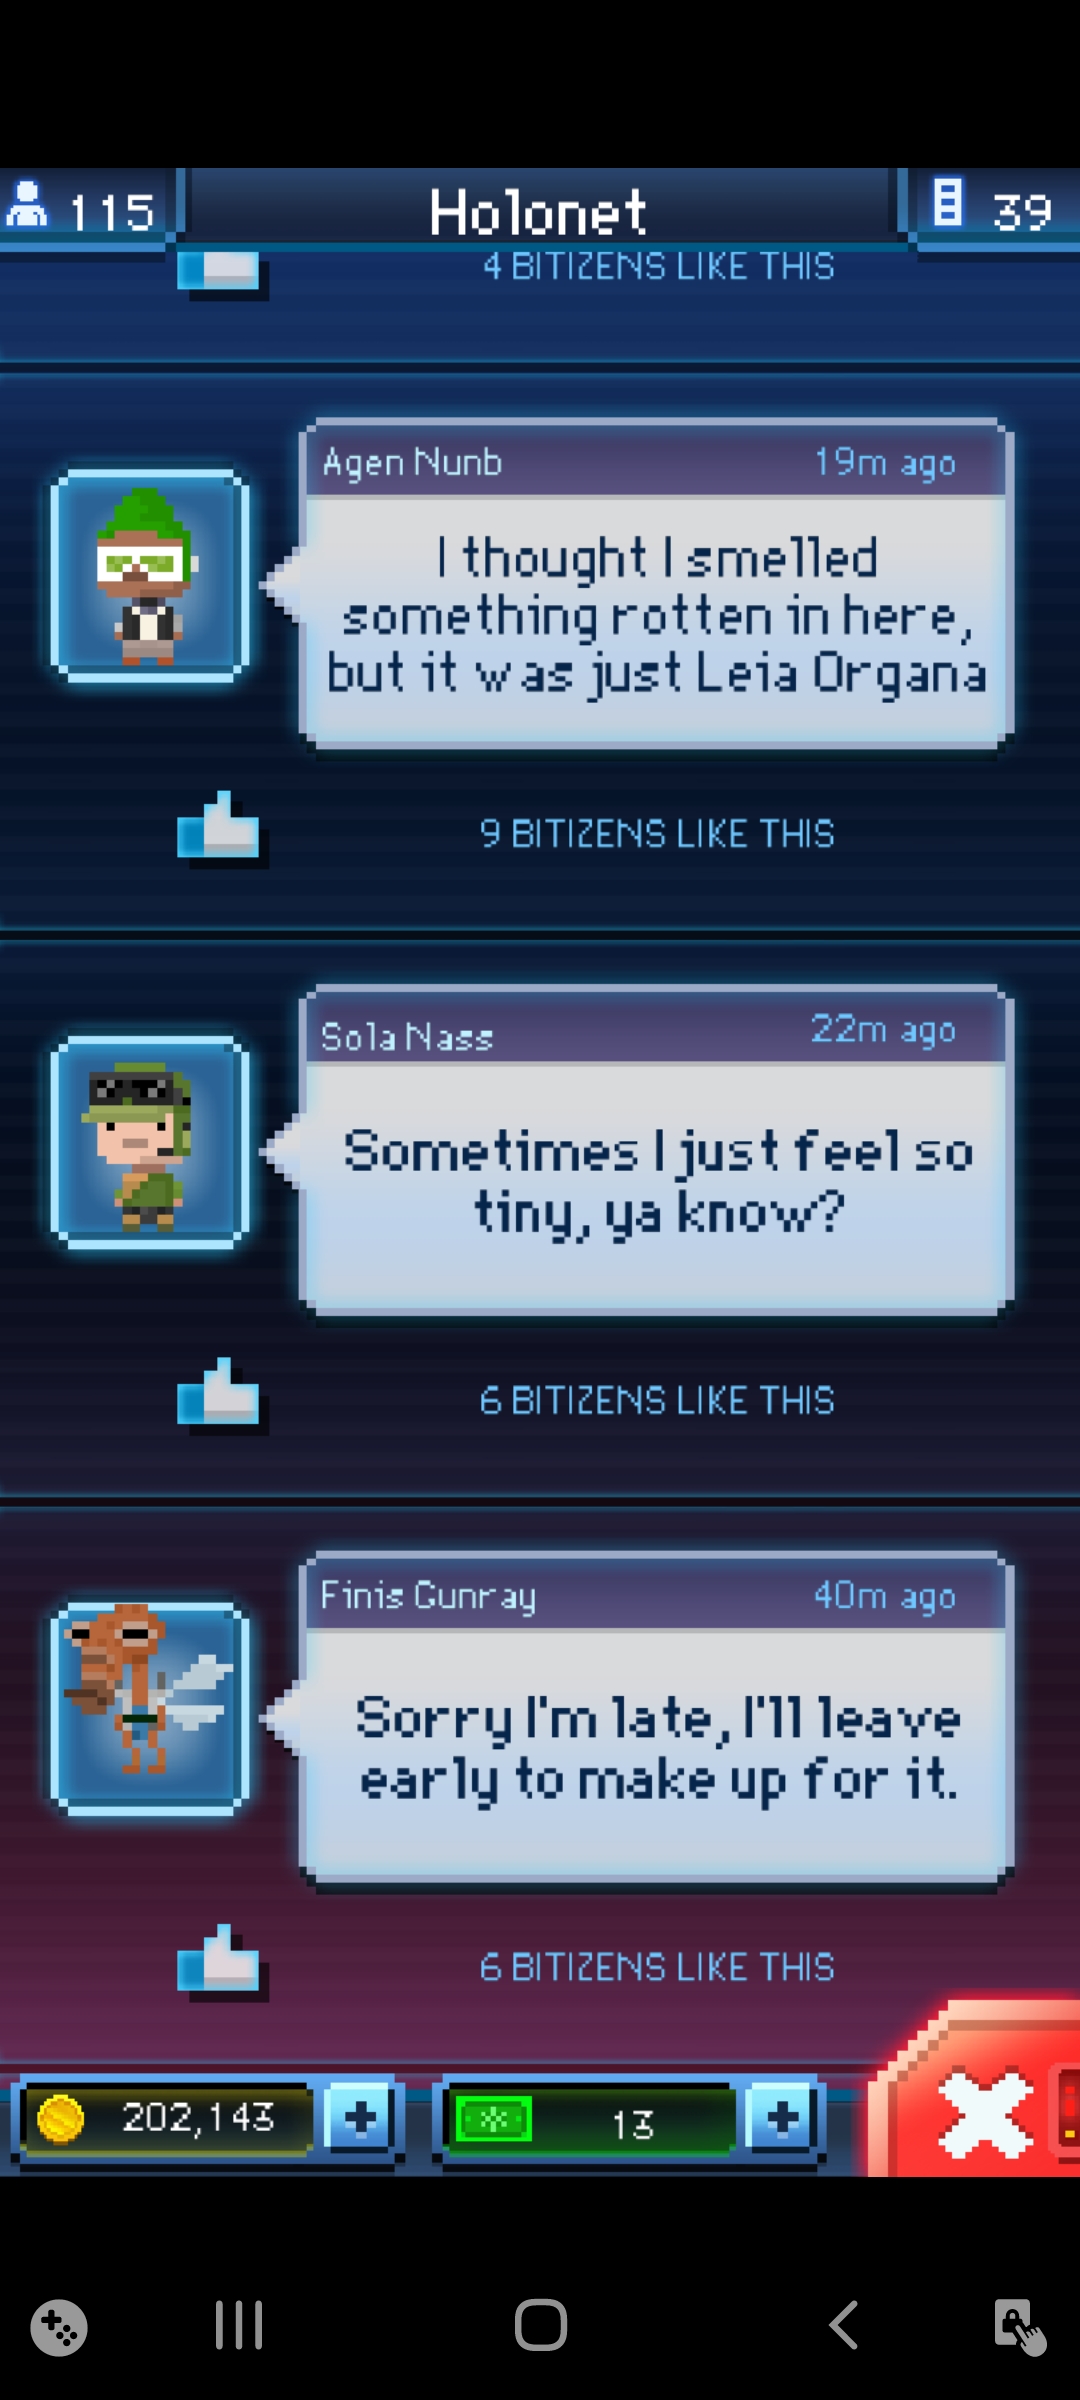 115
Holonet
39
4 BITIZENS LIKE THIS
Agen Nunb
19m ago
I thought I smelled
something rotten in here,
but it was just Leia Organa
9 BITIZENS LIKE THIS
Sola Nass
22m ago
Sometimes I just feel so
tiny, ya know?
6 BITIZENS LIKE THIS
Finis Gunray
40m ago
Sorry I'm late, I'll leave
early to make up for it.
6 BITIZENS LIKE THIS
202,143
13